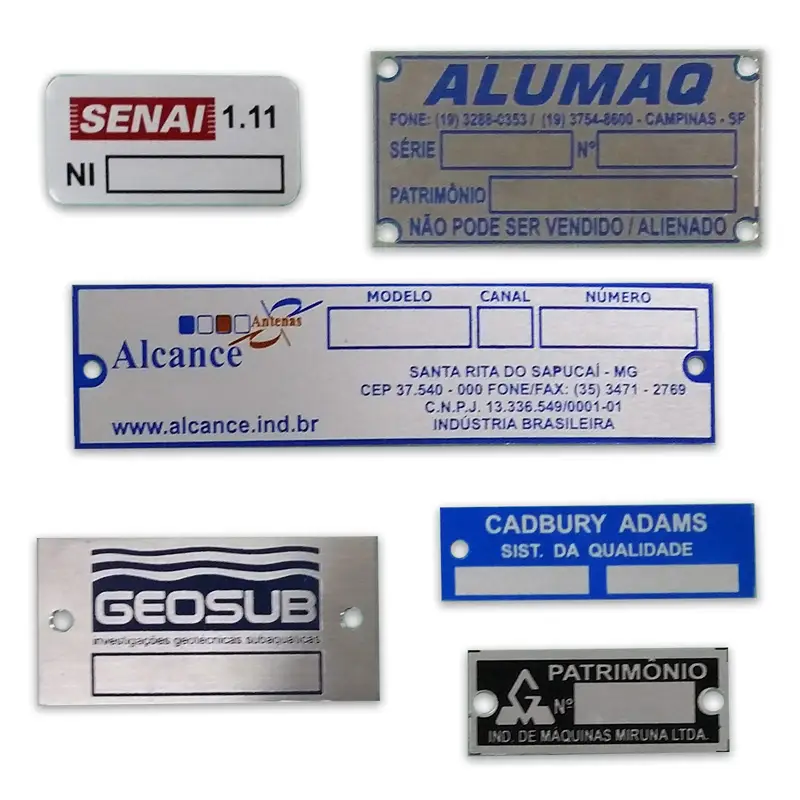 SENAI 1.11
NI
ALUMAQ
FONE: (19) 3288-0353 / (19) 3754-8600 - CAMPINAS - SP
SÉRIE Nº
PATRIMÔNIO
NÃO PODE SER VENDIDO / ALIENADO
MODELO CANAL NÚMERO
Antenas
Alcance
SANTA RITA DO SAPUCAÍ - MG
CEP 37.540 - 000 FONE/FAX: (35) 3471 - 2769
C.N.P.J. 13.336.549/0001-01
www.alcance.ind.br
INDÚSTRIA BRASILEIRA
GEOSUB
investigações geotécnicas subaquáticas
CADBURY ADAMS
SIST. DA QUALIDADE
PATRIMÔNIO
Nº
IND. DE MÁQUINAS MIRUNA LTDA.